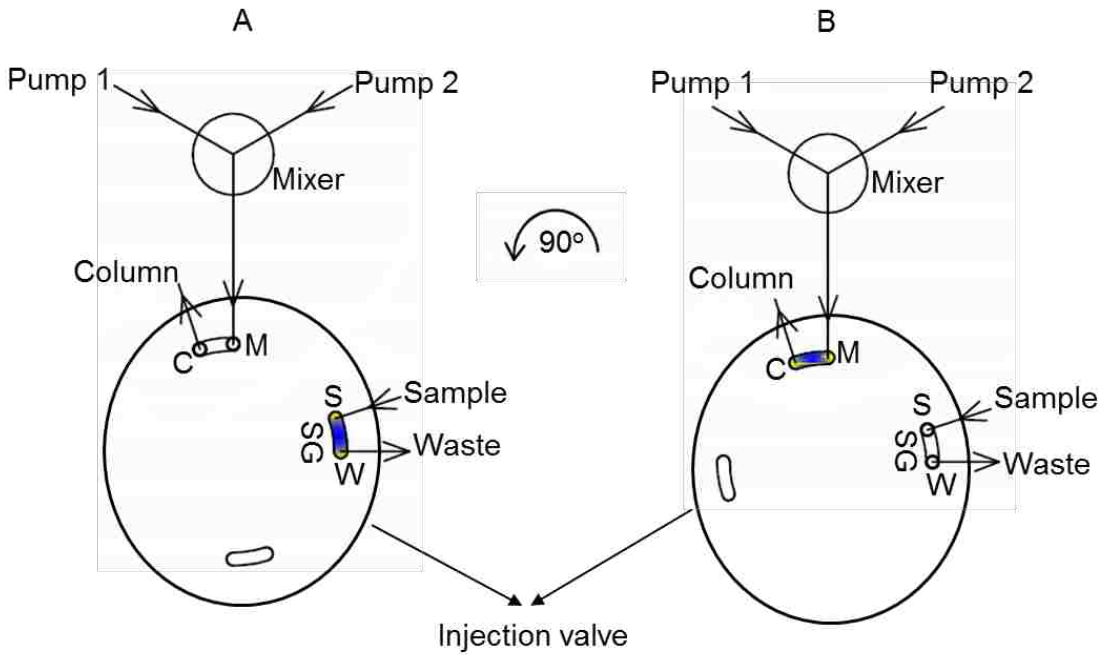 A
B
Pump 1
Pump 2
Pump 1
Pump 2
Mixer
Mixer
90°
Column
Column
C
M
C
M
S
Sample
S
Sample
SG
Waste
SG
Waste
W
W
Injection valve